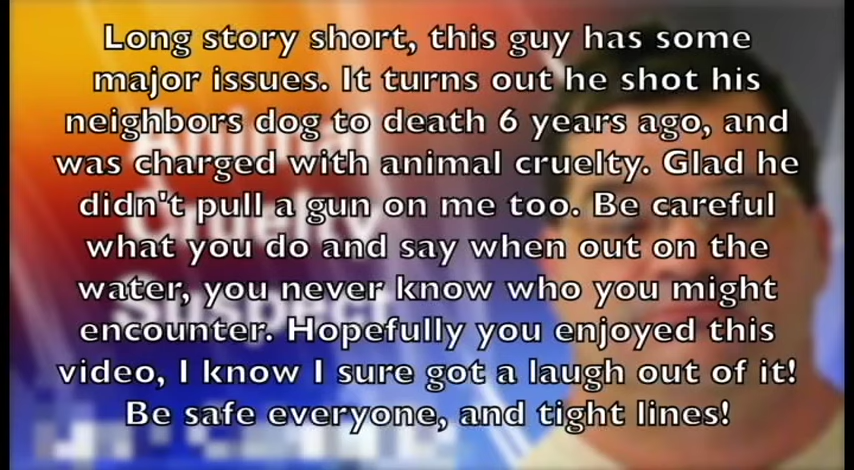 Long story short, this guy has some
major issues. It turns out he shot his
neighbors dog to death 6 years ago, and
was charged with animal cruelty. Glad he
didn't pull a gun on me too. Be careful
what you do and say when out on the
water, you never know who you might
encounter. Hopefully you enjoyed this
video, I know I sure got a laugh out of it!
Be safe everyone, and tight lines!
Animal
Cruelty
Suspect